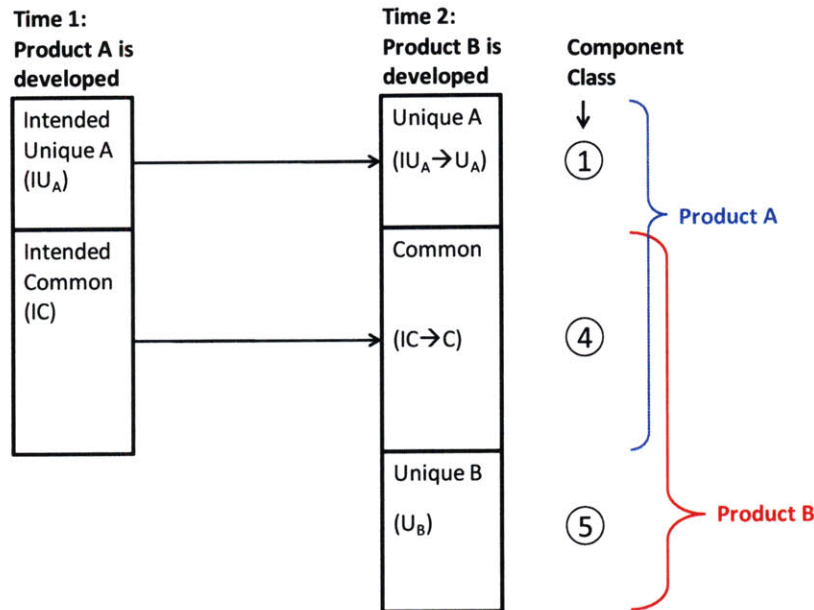 Time 1:
Product A is
developed
Time 2:
Product B is
developed
Component
Class
Intended
Unique A
(IU_A)
Unique A
(IU_A→U_A)
①
Product A
Intended
Common
(IC)
Common
(IC→C)
④
Unique B
(U_B)
⑤
Product B